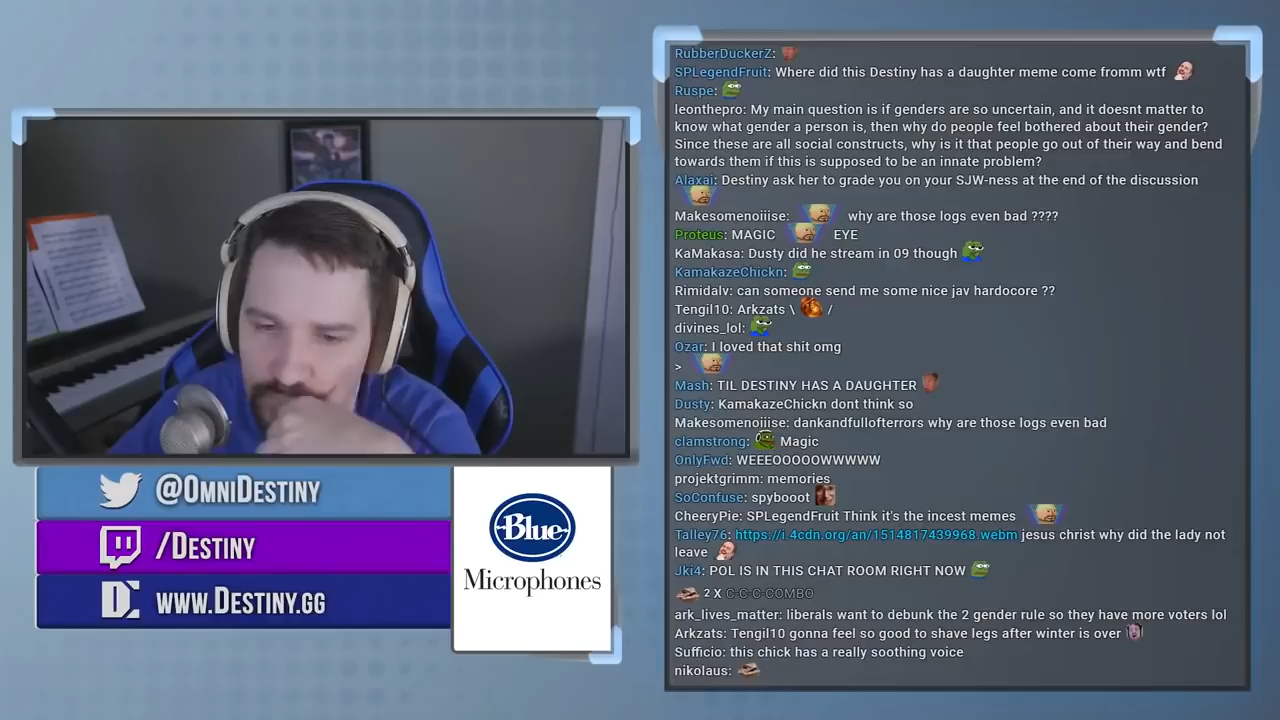 RubberDuckerZ:
SPLegendFruit: Where did this Destiny has a daughter meme come fromm wtf
Ruspe:
leonthepro: My main question is if genders are so uncertain, and it doesnt matter to
know what gender a person is, then why do people feel bothered about their gender?
Since these are all social constructs, why is it that people go out of their way and bend
towards them if this is supposed to be an innate problem?
Alaxai: Destiny ask her to grade you on your SJW-ness at the end of the discussion
Makesomenoiiise: why are those logs even bad ????
Proteus: MAGIC EYE
KaMakasa: Dusty did he stream in 09 though
KamakazeChickn:
Rimidalv: can someone send me some nice jav hardocore ??
Tengil10: Arkzats \ /
divines_lol:
Ozar: I loved that shit omg
>
Mash: TIL DESTINY HAS A DAUGHTER
Dusty: KamakazeChickn dont think so
Makesomenoiiise: dankandfullofterrors why are those logs even bad
clamstrong: Magic
OnlyFwd: WEEEOOOOOWWWWW
projektgrimm: memories
SoConfuse: spybooot
CheeryPie: SPLegendFruit Think it's the incest memes
Talley76: https://i.4cdn.org/an/1514817439968.webm jesus christ why did the lady not
leave
Jki4: POL IS IN THIS CHAT ROOM RIGHT NOW
2 X C-C-C-COMBO
ark_lives_matter: liberals want to debunk the 2 gender rule so they have more voters lol
Arkzats: Tengil10 gonna feel so good to shave legs after winter is over
Sufficio: this chick has a really soothing voice
nikolaus:
@OmniDestiny
/Destiny
www.Destiny.gg
Blue
Microphones